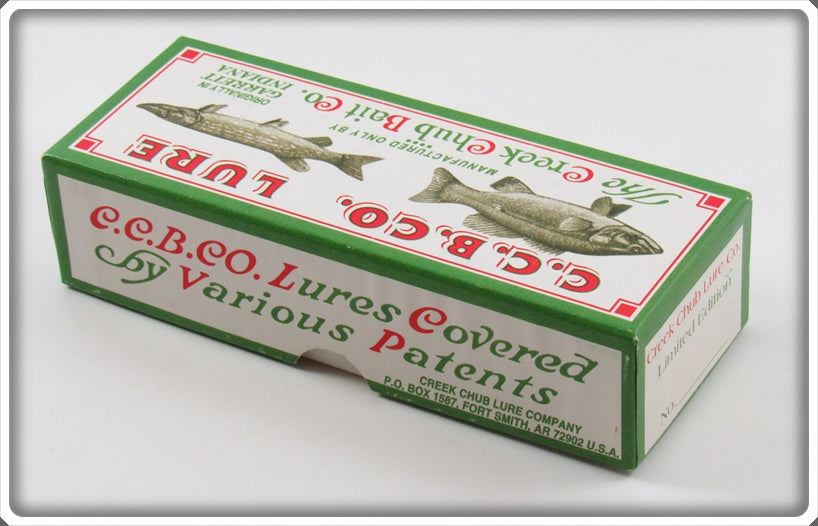 C.C.B.CO. LURE
MANUFACTURED ONLY BY
The Creek Chub Bait Co.
ORIGINALLY IN
GARRETT
INDIANA
C.C.B.CO. Lures Covered
by Various Patents
CREEK CHUB LURE COMPANY
P.O. BOX 1587, FORT SMITH, AR 72902 U.S.A.
Creek Chub Lure Co.
Limited Edition
No.